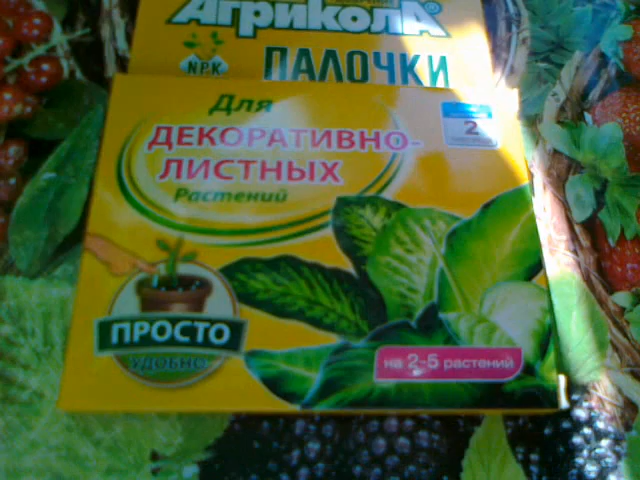 АГРИКОЛА®
NPK
ПАЛОЧКИ
Для
ДЕКОРАТИВНО-
ЛИСТНЫХ
Растений
2
ПРОСТО
УДОБНО!
на 2-5 растений